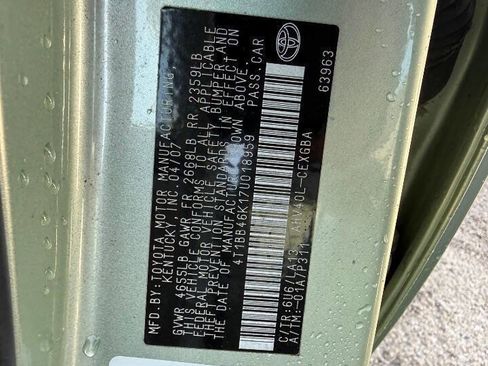 MFD.BY:TOYOTA MOTOR MANUFACTURING,
KENTUCKY, INC. 04/07
GVWR 4655LB GAWR FR 2668LB RR 2359LB
THIS VEHICLE CONFORMS TO ALL APPLICABLE
FEDERAL MOTOR VEHICLE SAFETY, BUMPER AND
THEFT PREVENTION STANDARDS IN EFFECT ON
THE DATE OF MANUFACTURE SHOWN ABOVE.
4T1BB46K17U018959 PASS.CAR
C/TR:6U6/LA13 AHV40L-CEXGBA
A/TM:-01A/P311
63963